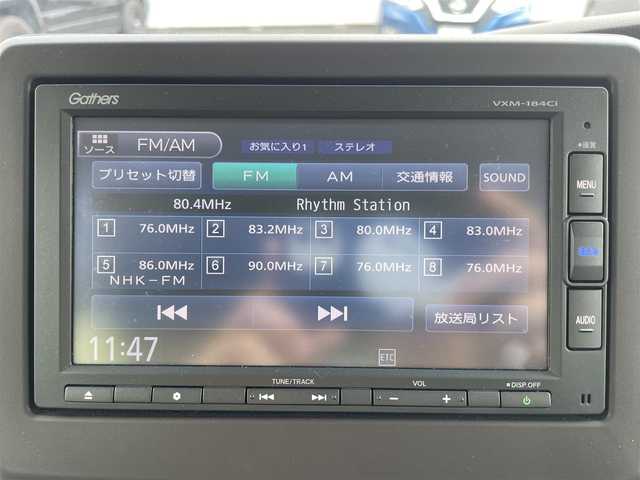 Gathers VXM-184Ci
ソース FM/AM お気に入り1 ステレオ
プリセット切替 FM AM 交通情報 SOUND
80.4MHz Rhythm Station
1 76.0MHz 2 83.2MHz 3 80.0MHz 4 83.0MHz
5 86.0MHz 6 90.0MHz 7 76.0MHz 8 76.0MHz
NHK-FM
放送局リスト
11:47 ETC
MENU
AUDIO
TUNE/TRACK VOL DISP OFF